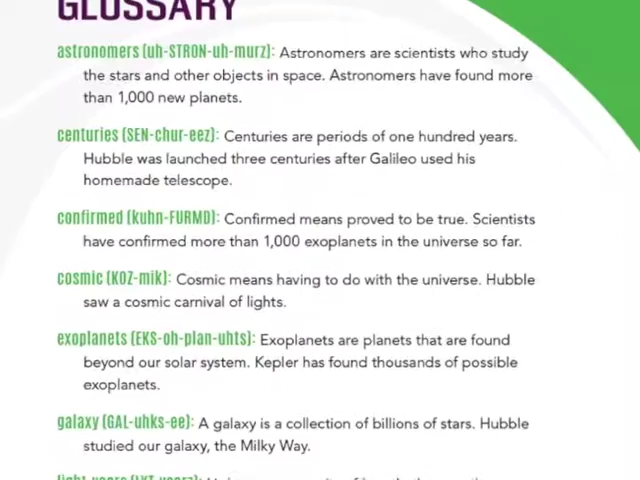 GLOSSARY
astronomers (uh-STRON-uh-murz): Astronomers are scientists who study
the stars and other objects in space. Astronomers have found more
than 1,000 new planets.
centuries (SEN-chur-eez): Centuries are periods of one hundred years.
Hubble was launched three centuries after Galileo used his
homemade telescope.
confirmed (kuhn-FURMD): Confirmed means proved to be true. Scientists
have confirmed more than 1,000 exoplanets in the universe so far.
cosmic (KOZ-mik): Cosmic means having to do with the universe. Hubble
saw a cosmic carnival of lights.
exoplanets (EKS-oh-plan-uhts): Exoplanets are planets that are found
beyond our solar system. Kepler has found thousands of possible
exoplanets.
galaxy (GAL-uhks-ee): A galaxy is a collection of billions of stars. Hubble
studied our galaxy, the Milky Way.